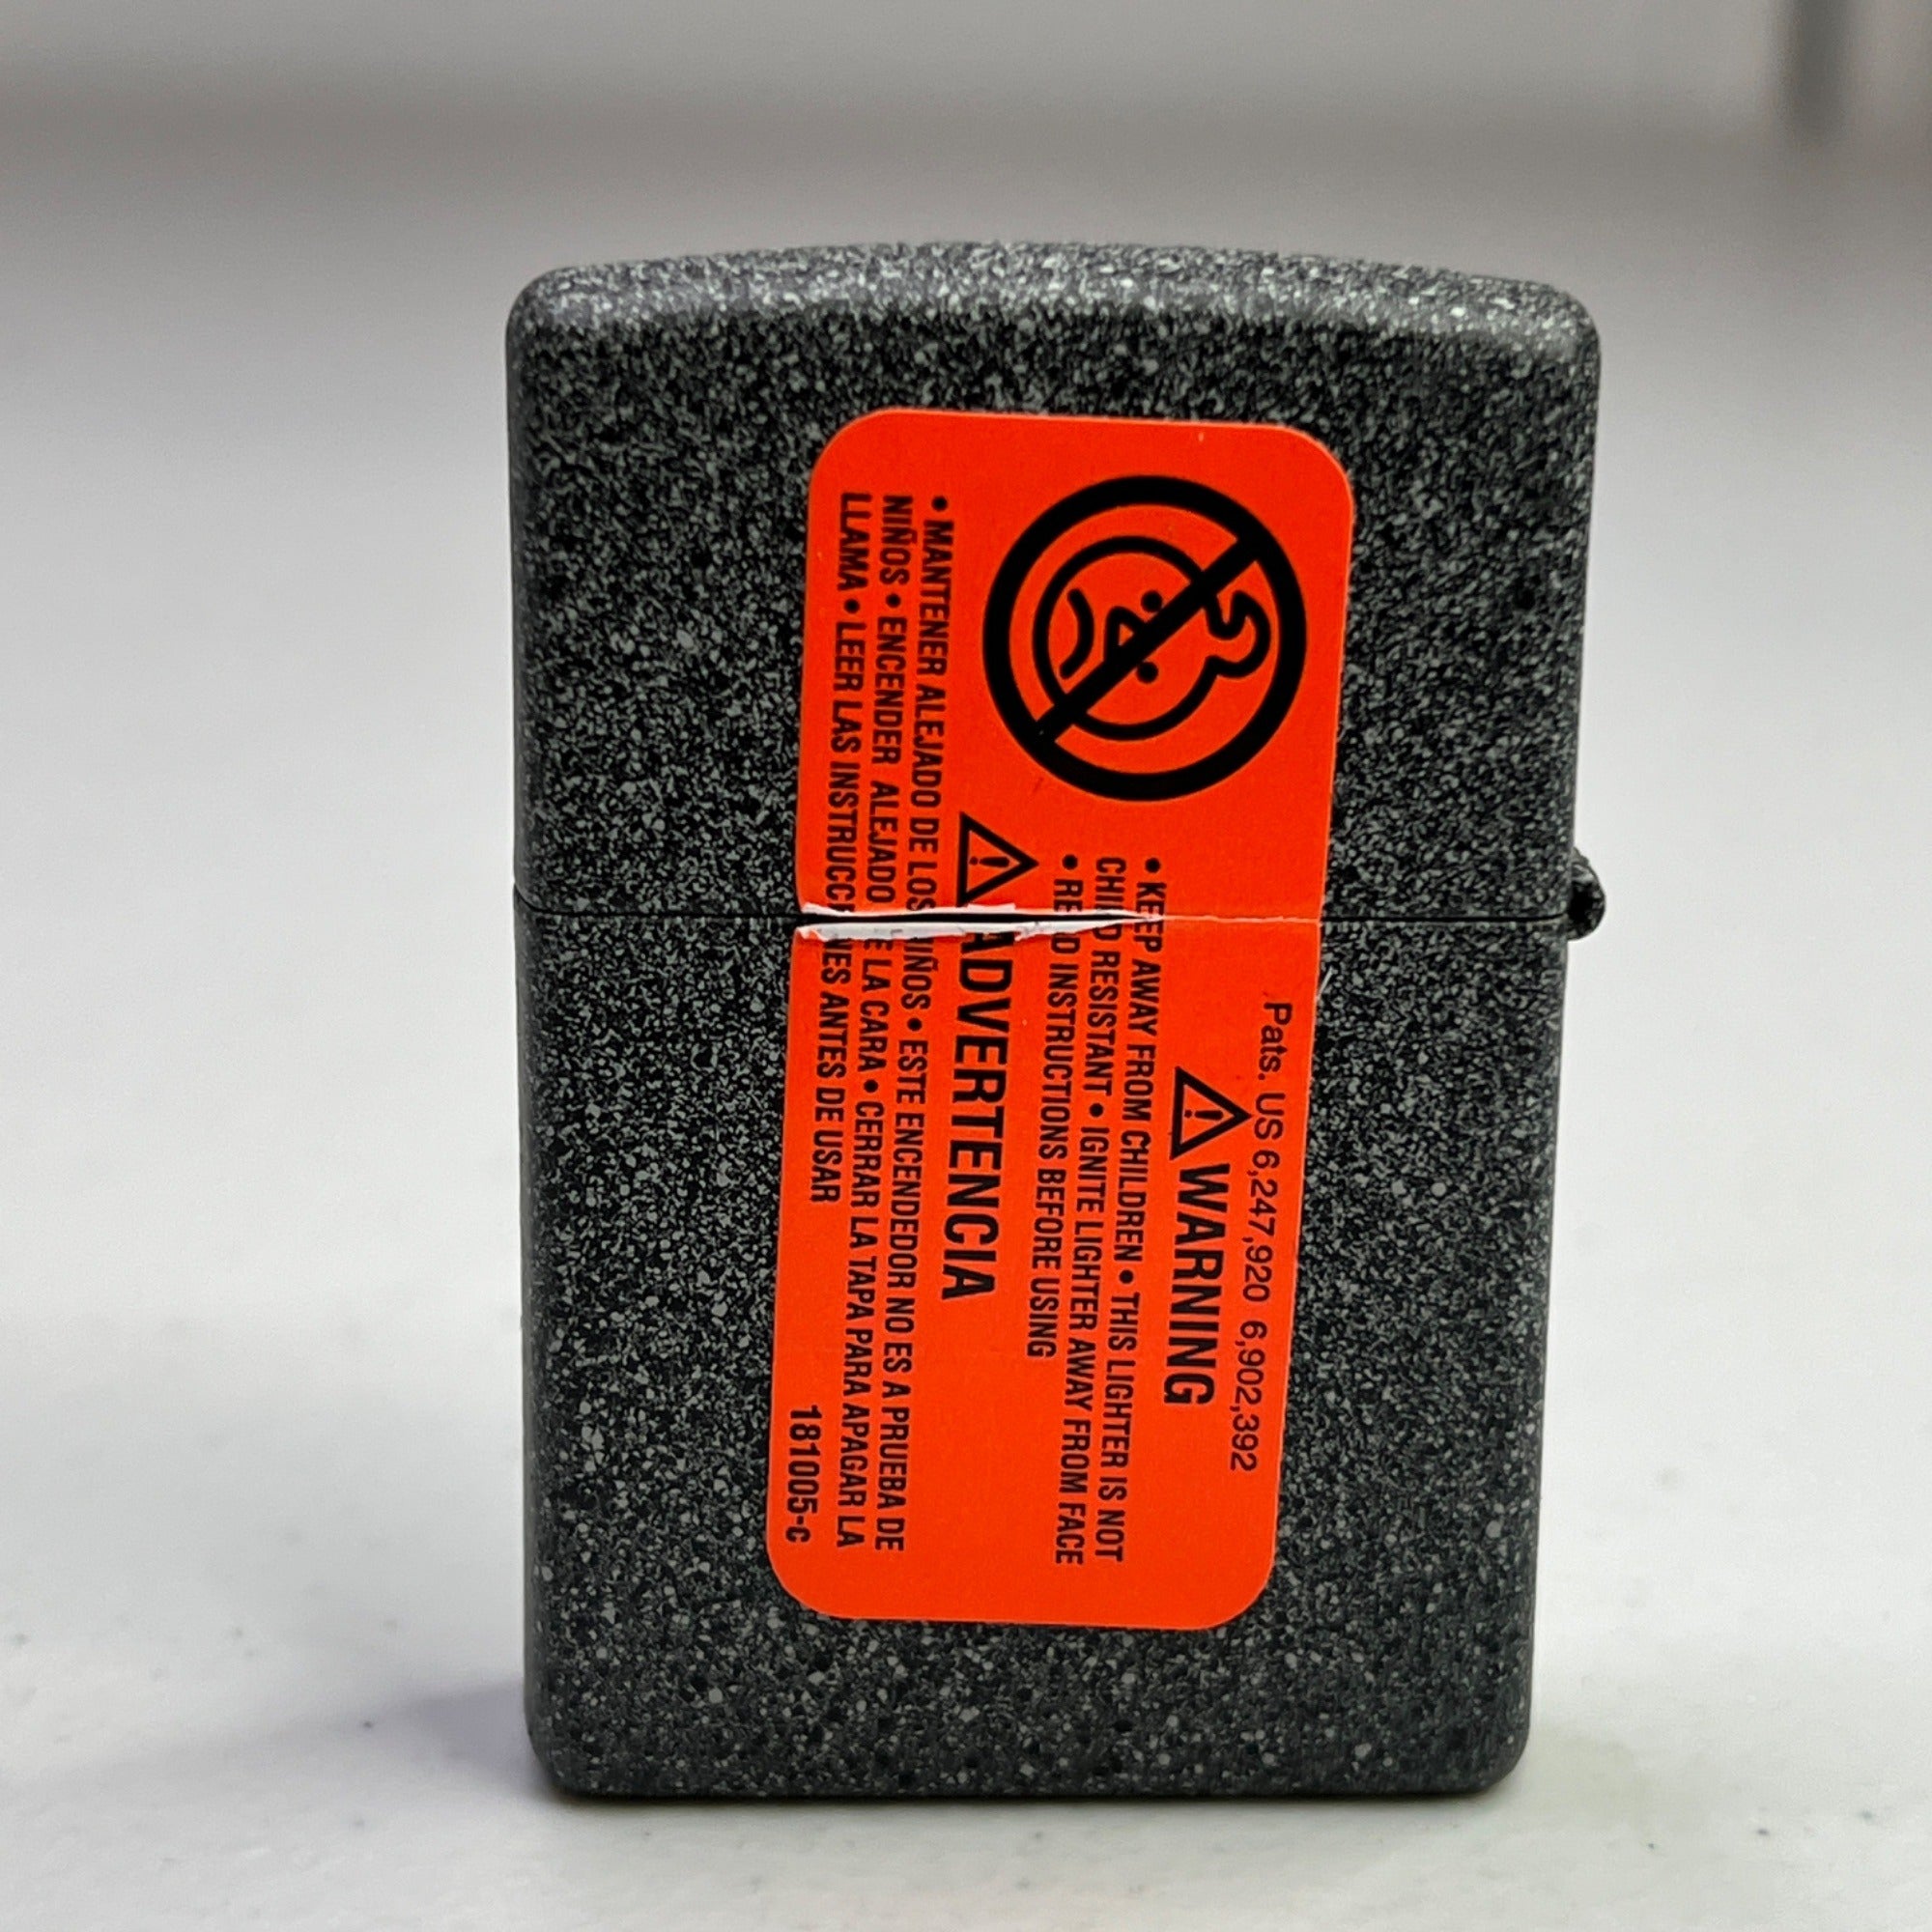 Pats. US 6,247,920 6,902,392
WARNING
• KEEP AWAY FROM CHILDREN • THIS LIGHTER IS NOT
CHILD RESISTANT • IGNITE LIGHTER AWAY FROM FACE
• READ INSTRUCTIONS BEFORE USING
ADVERTENCIA
• MANTENER ALEJADO DE LOS NIÑOS • ESTE ENCENDEDOR NO ES A PRUEBA DE
NIÑOS • ENCENDER ALEJADO DE LA CARA • CERRAR LA TAPA PARA APAGAR LA
LLAMA • LEER LAS INSTRUCCIONES ANTES DE USAR
181005-c